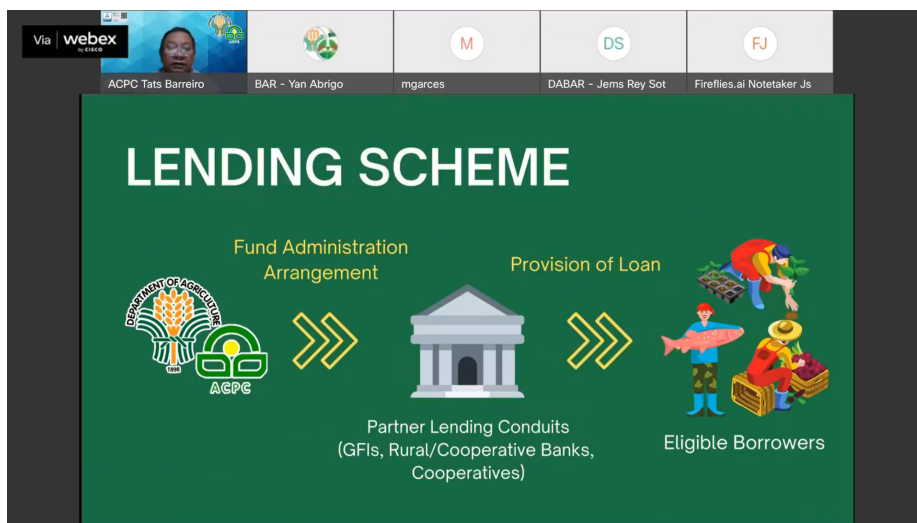 Via webex
by CISCO
ACPC
ACPC Tats Barreiro
BAR - Yan Abrigo
M
mgarces
DS
DABAR - Jems Rey Sot
FJ
Fireflies.ai Notetaker Js
LENDING SCHEME
Fund Administration
Arrangement
Provision of Loan
DEPARTMENT OF AGRICULTURE
1898
ACPC
Partner Lending Conduits
(GFIs, Rural/Cooperative Banks,
Cooperatives)
Eligible Borrowers